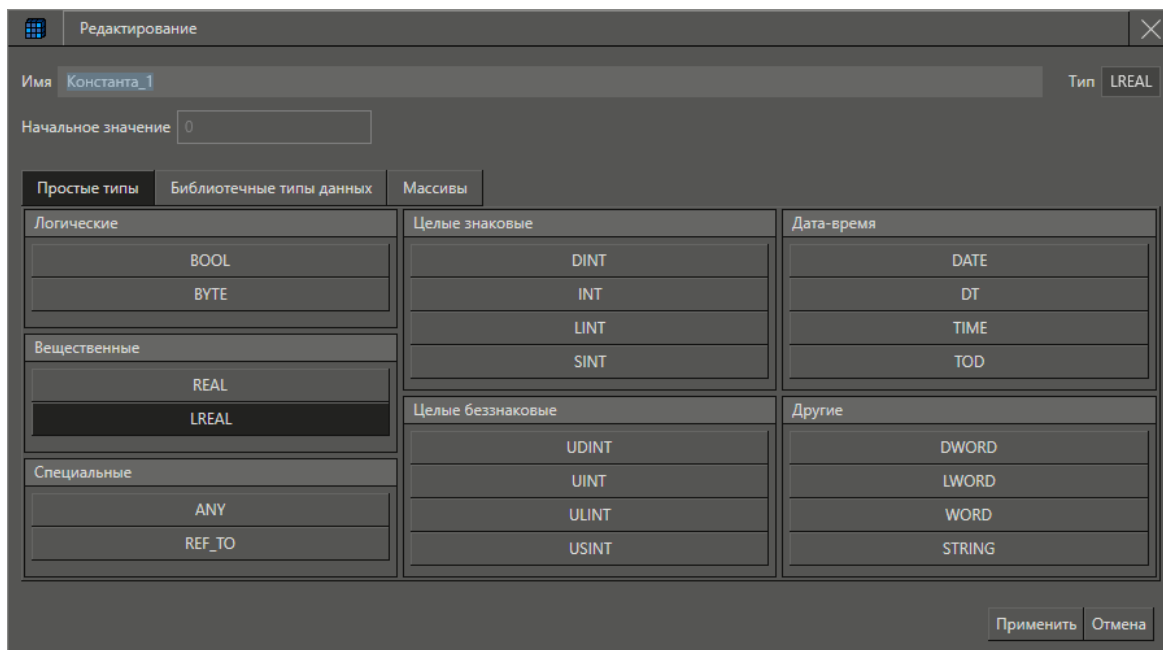 Редактирование
Имя Константа_1 Тип LREAL
Начальное значение 0
Простые типы Библиотечные типы данных Массивы
Логические
BOOL
BYTE
Вещественные
REAL
LREAL
Специальные
ANY
REF_TO
Целые знаковые
DINT
INT
LINT
SINT
Целые беззнаковые
UDINT
UINT
ULINT
USINT
Дата-время
DATE
DT
TIME
TOD
Другие
DWORD
LWORD
WORD
STRING
Применить Отмена